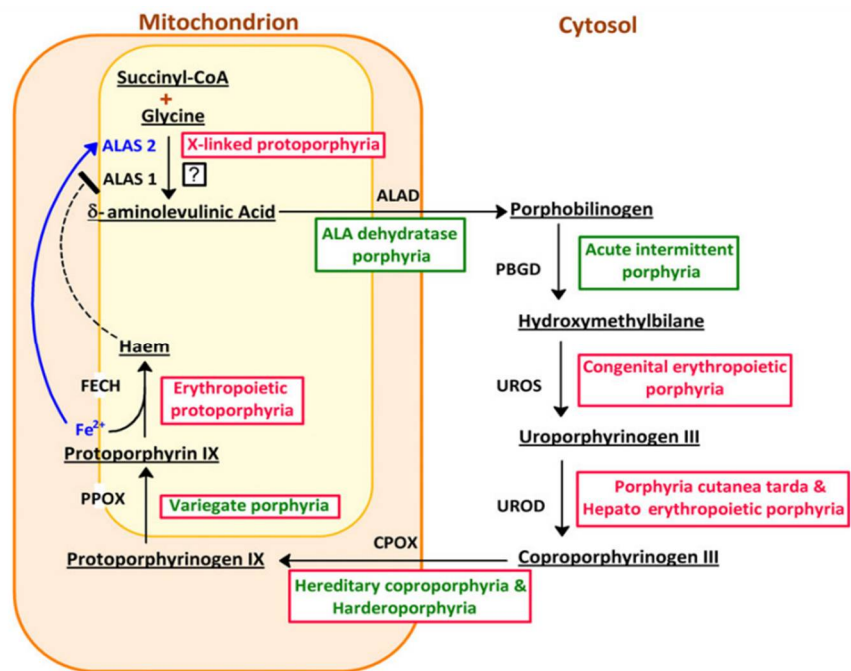 Mitochondrion
Cytosol
Succinyl-CoA
+
Glycine
ALAS 2
X-linked protoporphyria
ALAS 1
?
δ-aminolevulinic Acid
ALAD
Porphobilinogen
ALA dehydratase
porphyria
PBGD
Acute intermittent
porphyria
Hydroxymethylbilane
Haem
FECH
Erythropoietic
protoporphyria
UROS
Congenital erythropoietic
porphyria
Fe²⁺
Protoporphyrin IX
Uroporphyrinogen III
PPOX
Variegate porphyria
UROD
Porphyria cutanea tarda &
Hepato erythropoietic porphyria
Protoporphyrinogen IX
CPOX
Coproporphyrinogen III
Hereditary coproporphyria &
Harderoporphyria